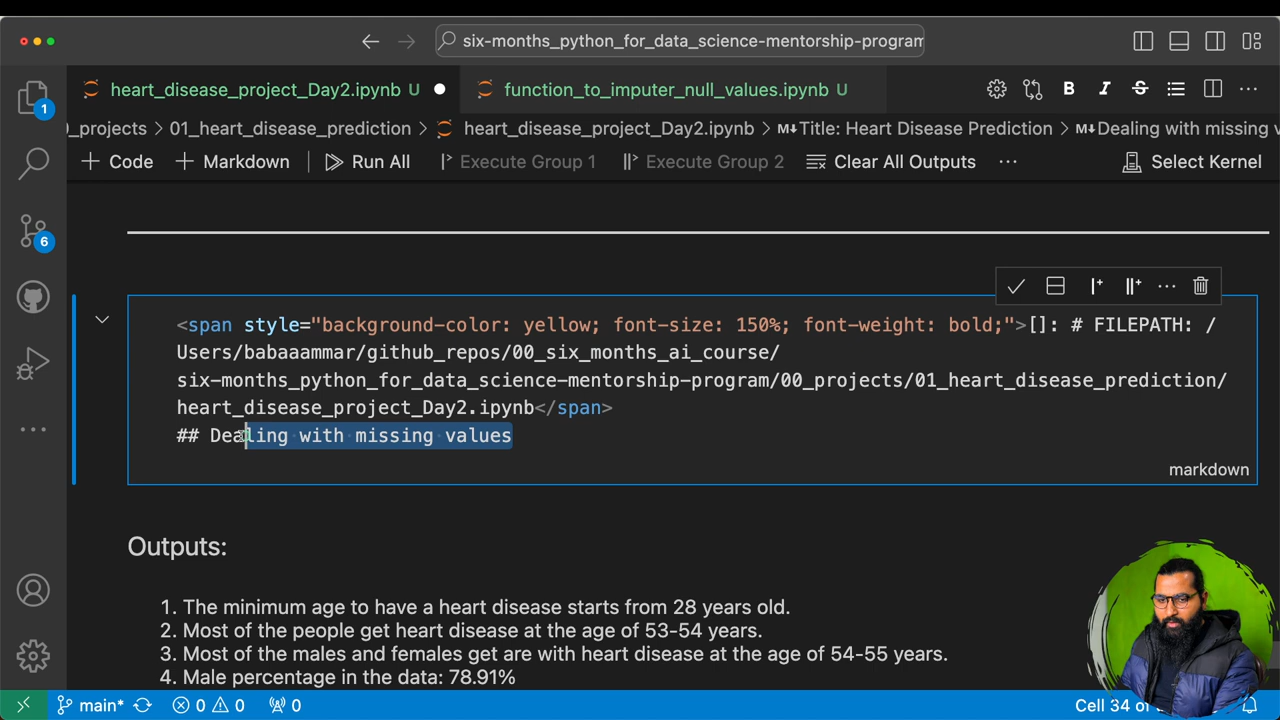 six-months_python_for_data_science-mentorship-program
heart_disease_project_Day2.ipynb U
function_to_imputer_null_values.ipynb U
_projects > 01_heart_disease_prediction > heart_disease_project_Day2.ipynb > M↓Title: Heart Disease Prediction > M↓Dealing with missing
+ Code + Markdown Run All Execute Group 1 Execute Group 2 Clear All Outputs ... Select Kernel
<span style="background-color: yellow; font-size: 150%; font-weight: bold;">[]: # FILEPATH: /
Users/babaaammar/github_repos/00_six_months_ai_course/
six-months_python_for_data_science-mentorship-program/00_projects/01_heart_disease_prediction/
heart_disease_project_Day2.ipynb</span>
## Dealing with missing values
markdown
Outputs:
1. The minimum age to have a heart disease starts from 28 years old.
2. Most of the people get heart disease at the age of 53-54 years.
3. Most of the males and females get are with heart disease at the age of 54-55 years.
4. Male percentage in the data: 78.91%
1
6
main* 0 0 0
Cell 34 of